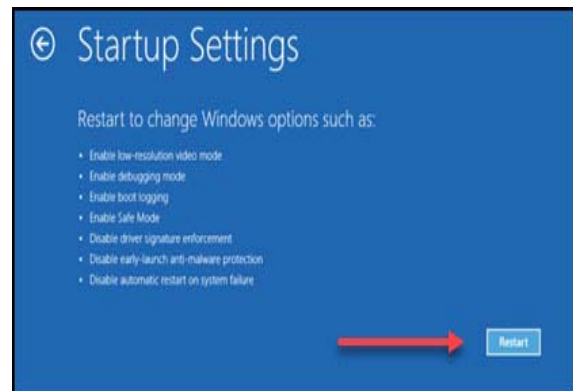 Startup Settings
Restart to change Windows options such as:
• Enable low-resolution video mode
• Enable debugging mode
• Enable boot logging
• Enable Safe Mode
• Disable driver signature enforcement
• Disable early-launch anti-malware protection
• Disable automatic restart on system failure
Restart